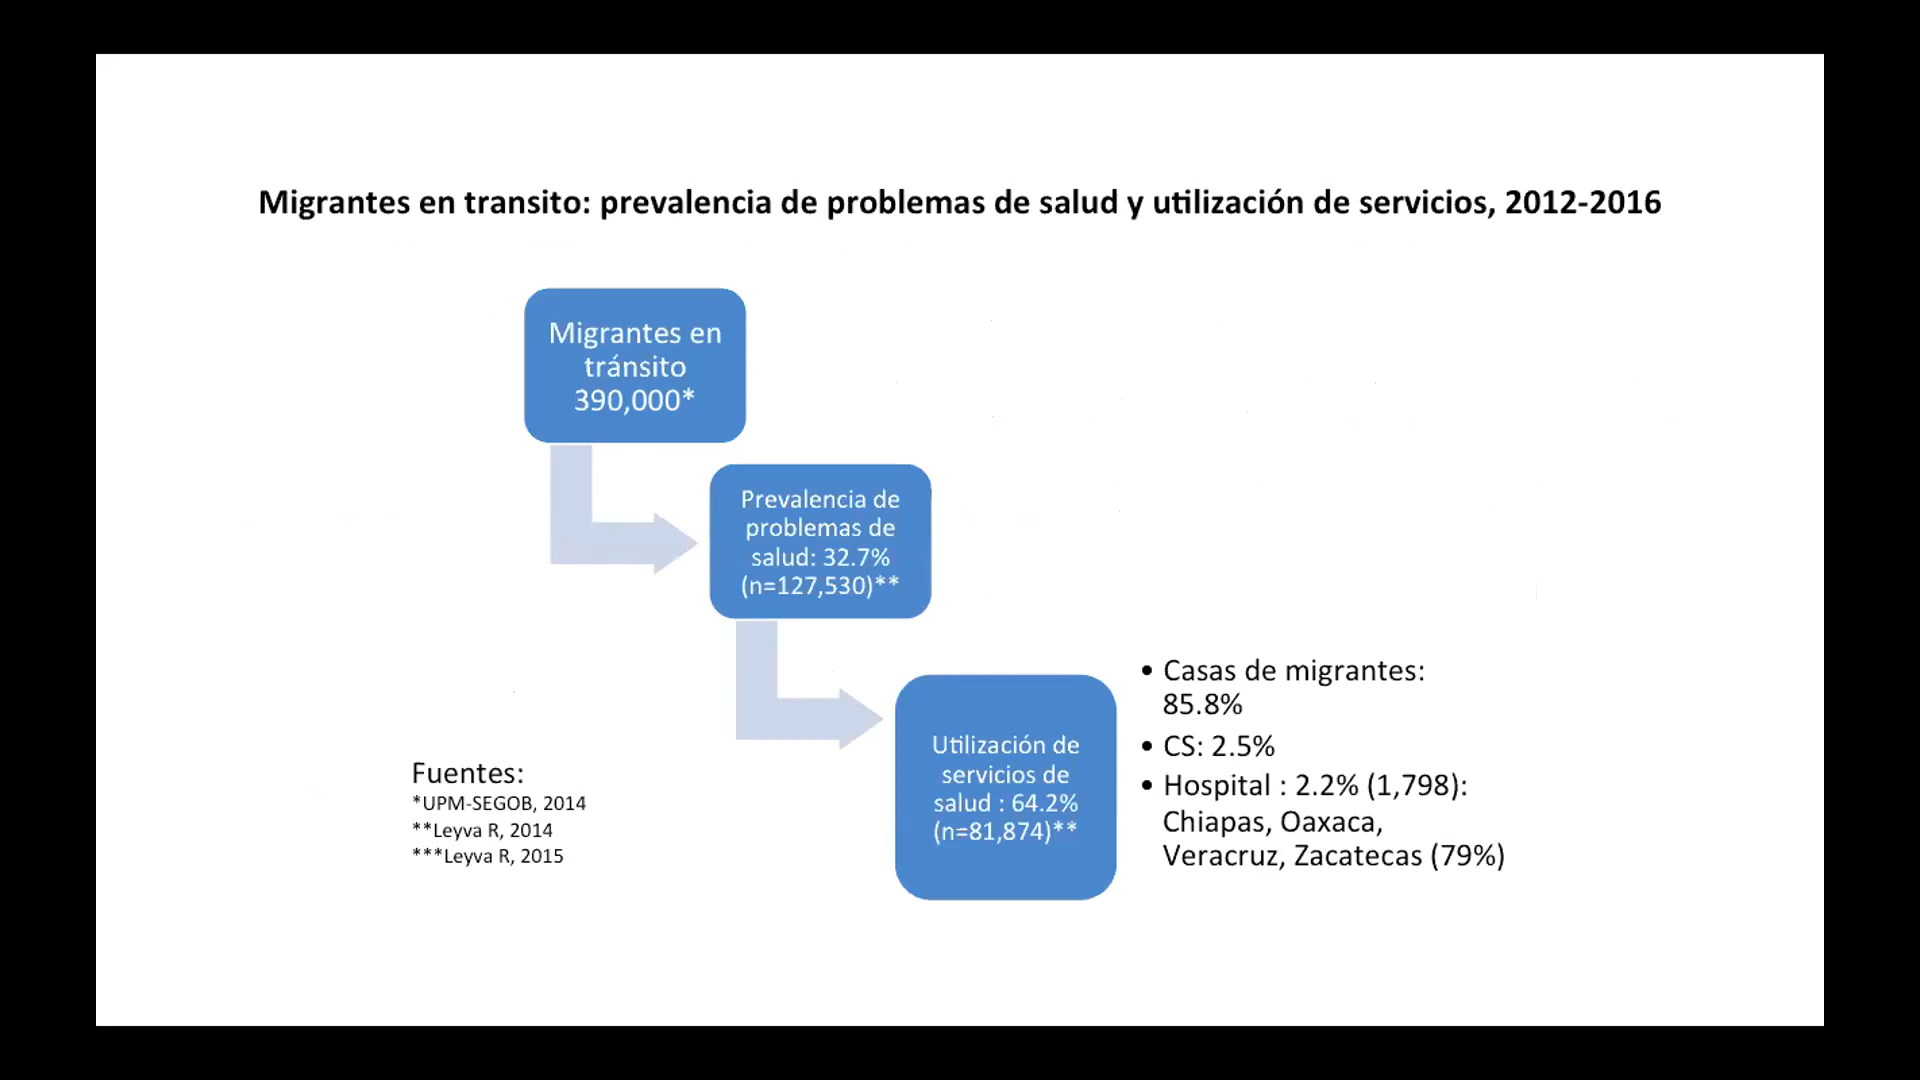 Migrantes en transito: prevalencia de problemas de salud y utilización de servicios, 2012-2016
Migrantes en
tránsito
390,000*
Prevalencia de
problemas de
salud: 32.7%
(n=127,530)**
Utilización de
servicios de
salud : 64.2%
(n=81,874)**
• Casas de migrantes:
85.8%
• CS: 2.5%
• Hospital : 2.2% (1,798):
Chiapas, Oaxaca,
Veracruz, Zacatecas (79%)
Fuentes:
*UPM-SEGOB, 2014
**Leyva R, 2014
***Leyva R, 2015